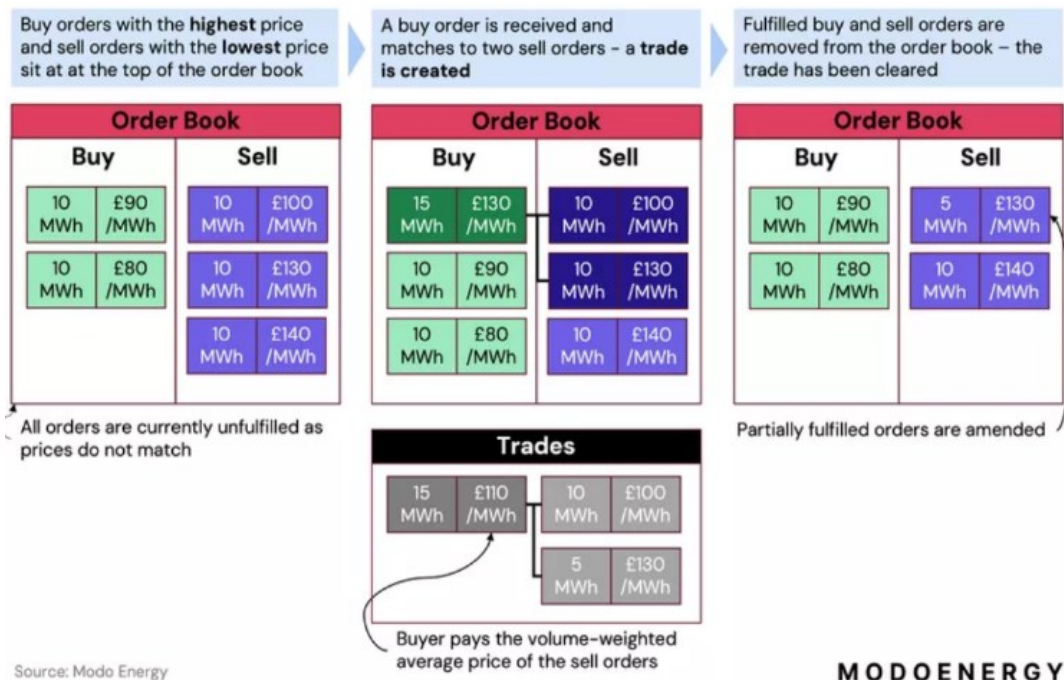 Buy orders with the highest price
and sell orders with the lowest price
sit at at the top of the order book
A buy order is received and
matches to two sell orders – a trade
is created
Fulfilled buy and sell orders are
removed from the order book – the
trade has been cleared
Order Book
Buy
Sell
10 MWh
£90 /MWh
10 MWh
£100 /MWh
10 MWh
£80 /MWh
10 MWh
£130 /MWh
10 MWh
£140 /MWh
All orders are currently unfulfilled as
prices do not match
Order Book
Buy
Sell
15 MWh
£130 /MWh
10 MWh
£100 /MWh
10 MWh
£90 /MWh
10 MWh
£130 /MWh
10 MWh
£80 /MWh
10 MWh
£140 /MWh
Trades
15 MWh
£110 /MWh
10 MWh
£100 /MWh
5 MWh
£130 /MWh
Buyer pays the volume-weighted
average price of the sell orders
Order Book
Buy
Sell
10 MWh
£90 /MWh
5 MWh
£130 /MWh
10 MWh
£80 /MWh
10 MWh
£140 /MWh
Partially fulfilled orders are amended
Source: Modo Energy
MODOENERGY